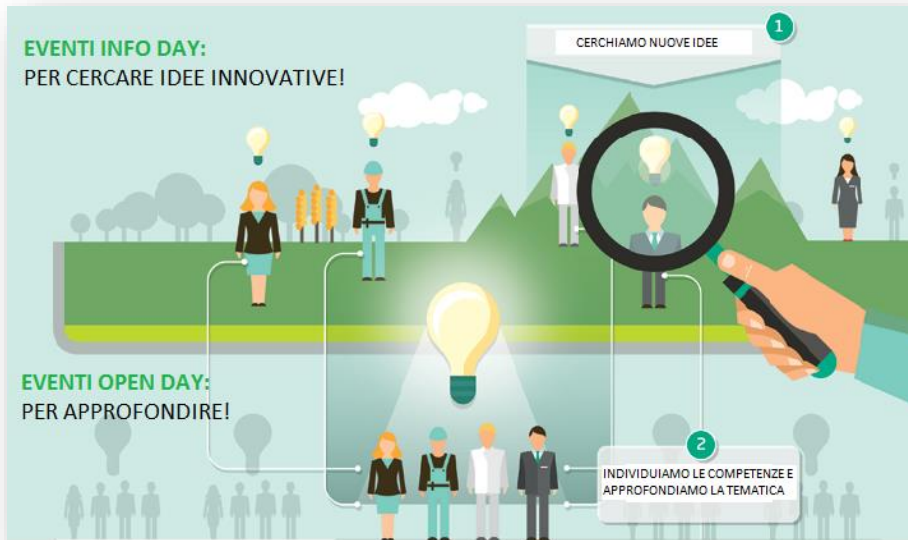 EVENTI INFO DAY:
PER CERCARE IDEE INNOVATIVE!
1
CERCHIAMO NUOVE IDEE
EVENTI OPEN DAY:
PER APPROFONDIRE!
2
INDIVIDUIAMO LE COMPETENZE E
APPROFONDIAMO LA TEMATICA